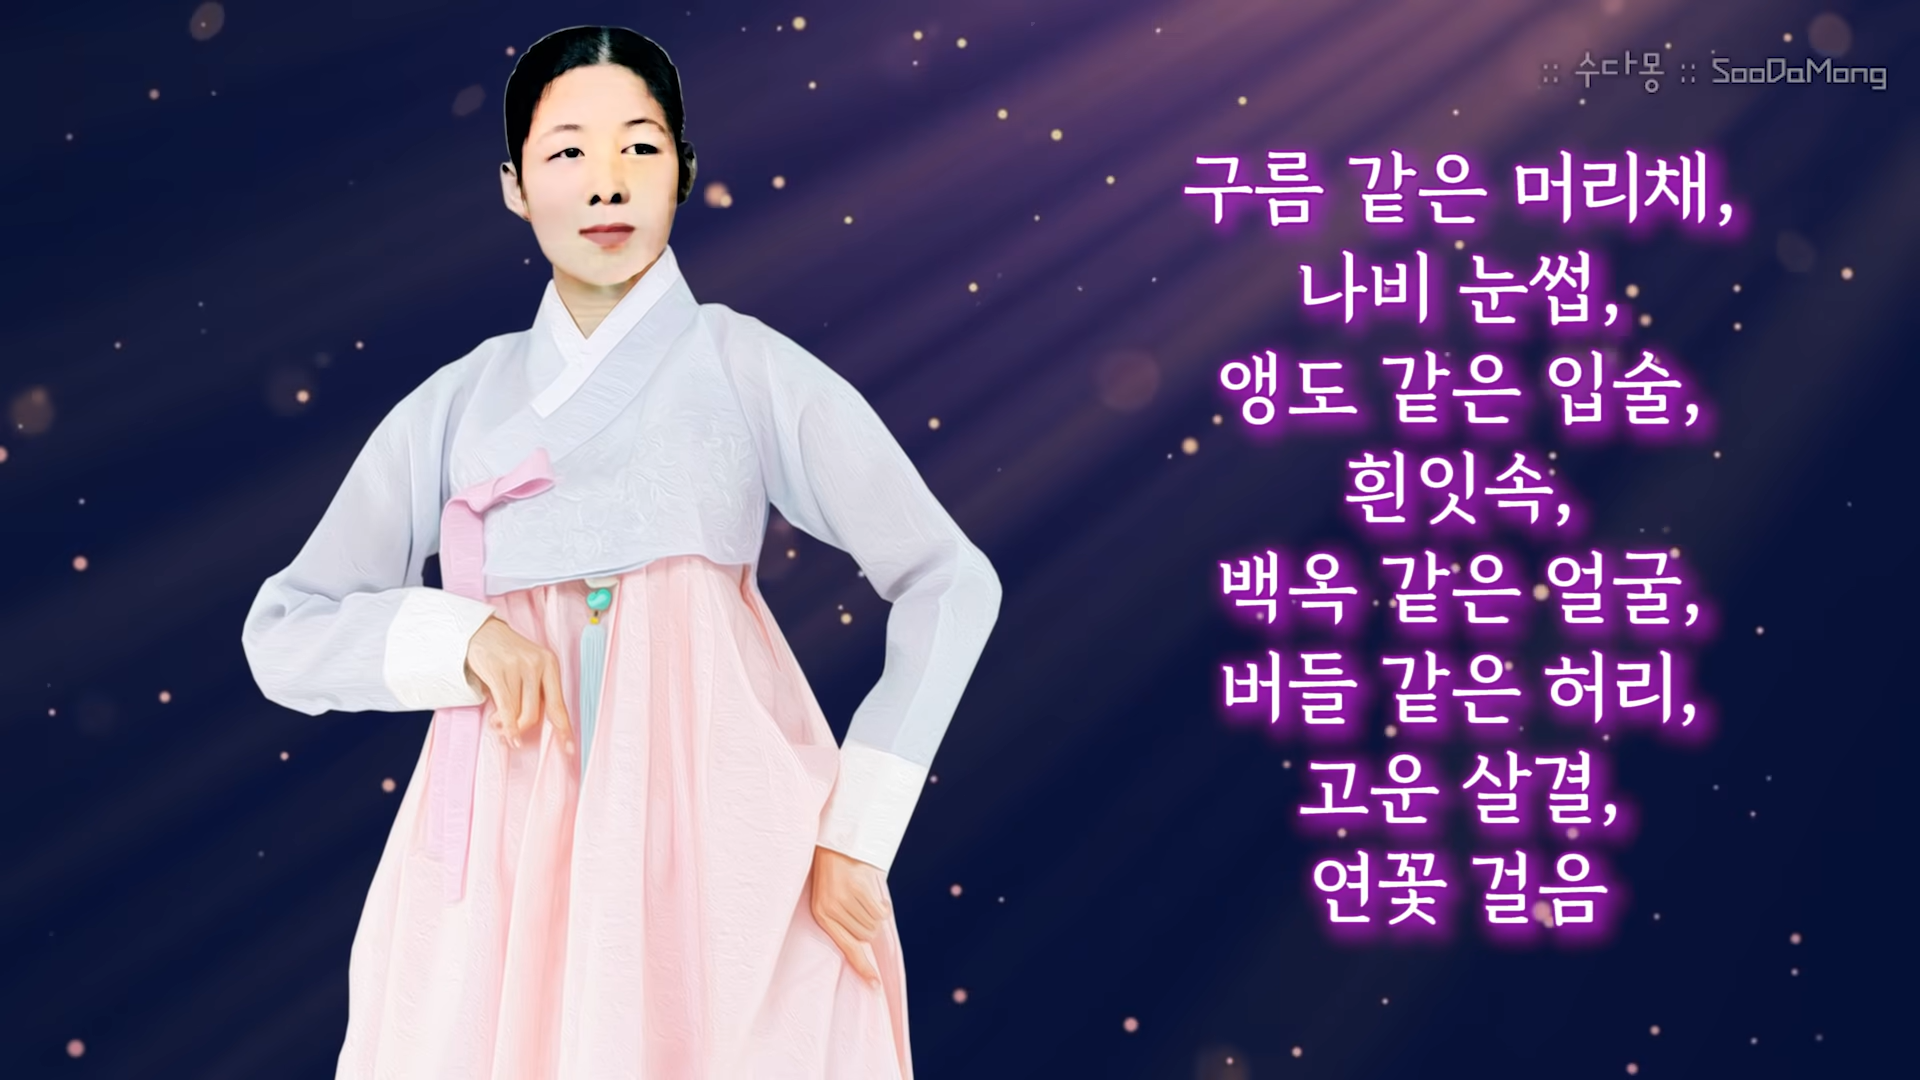 :: 수다몽 :: SooDaMong
구름 같은 머리채,
나비 눈썹,
앵도 같은 입술,
흰잇속,
백옥 같은 얼굴,
버들 같은 허리,
고운 살결,
연꽃 걸음